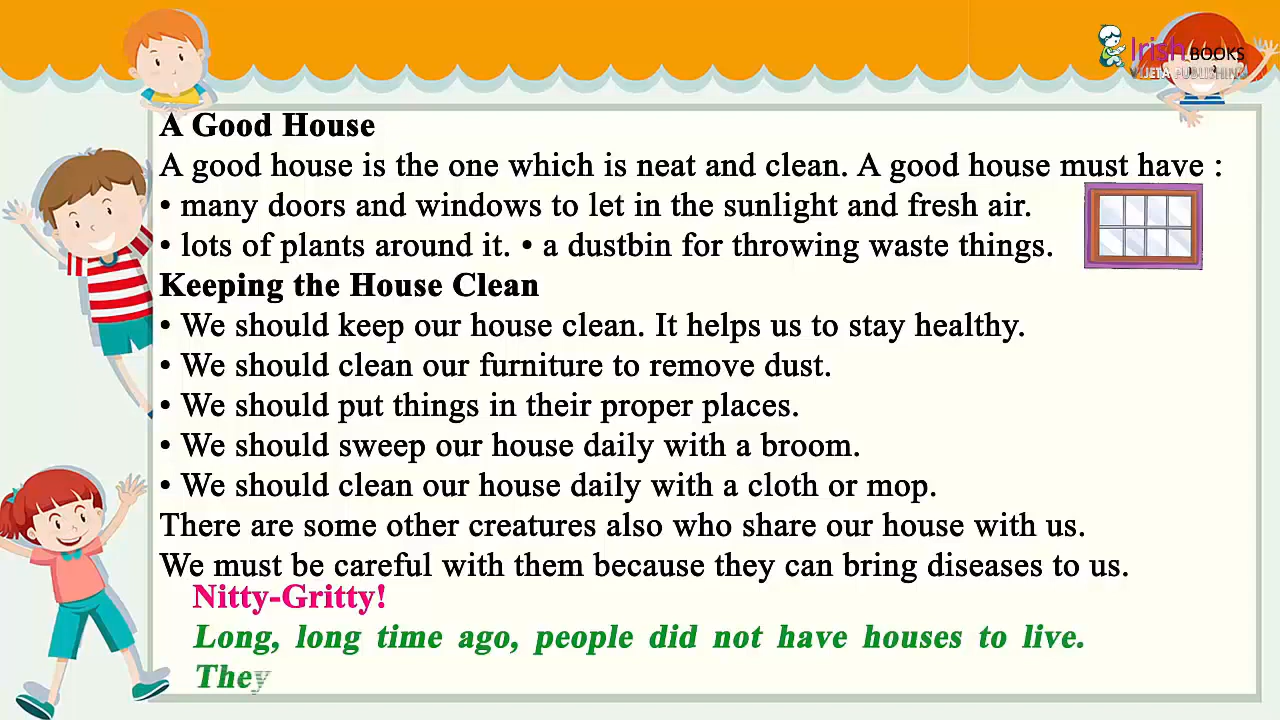 Irish BOOKS
VIJETA PUBLISHING
A Good House
A good house is the one which is neat and clean. A good house must have :
• many doors and windows to let in the sunlight and fresh air.
• lots of plants around it. • a dustbin for throwing waste things.
Keeping the House Clean
• We should keep our house clean. It helps us to stay healthy.
• We should clean our furniture to remove dust.
• We should put things in their proper places.
• We should sweep our house daily with a broom.
• We should clean our house daily with a cloth or mop.
There are some other creatures also who share our house with us.
We must be careful with them because they can bring diseases to us.
Nitty-Gritty!
Long, long time ago, people did not have houses to live.
They